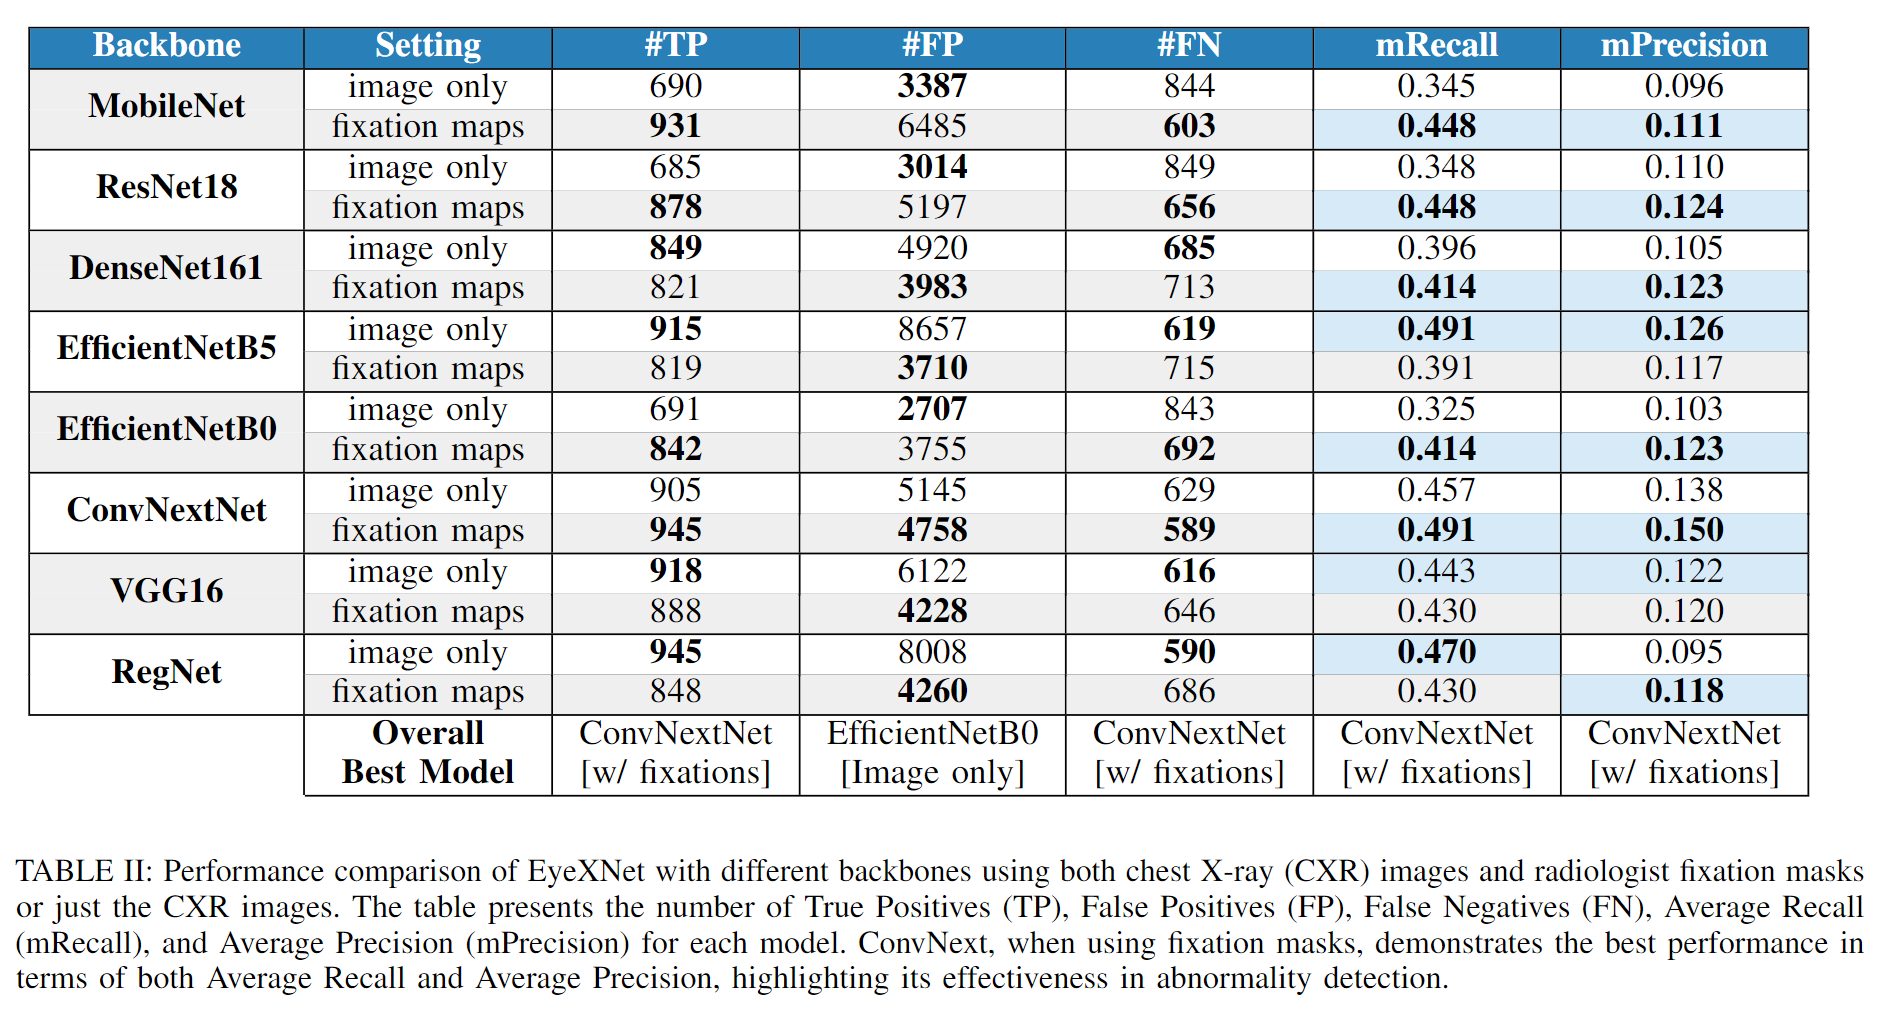 Backbone Setting #TP #FP #FN mRecall mPrecision
MobileNet
image only 690 3387 844 0.345 0.096
fixation maps 931 6485 603 0.448 0.111
ResNet18
image only 685 3014 849 0.348 0.110
fixation maps 878 5197 656 0.448 0.124
DenseNet161
image only 849 4920 685 0.396 0.105
fixation maps 821 3983 713 0.414 0.123
EfficientNetB5
image only 915 8657 619 0.491 0.126
fixation maps 819 3710 715 0.391 0.117
EfficientNetB0
image only 691 2707 843 0.325 0.103
fixation maps 842 3755 692 0.414 0.123
ConvNextNet
image only 905 5145 629 0.457 0.138
fixation maps 945 4758 589 0.491 0.150
VGG16
image only 918 6122 616 0.443 0.122
fixation maps 888 4228 646 0.430 0.120
RegNet
image only 945 8008 590 0.470 0.095
fixation maps 848 4260 686 0.430 0.118
Overall ConvNextNet EfficientNetB0 ConvNextNet ConvNextNet ConvNextNet
Best Model [w/ fixations] [Image only] [w/ fixations] [w/ fixations] [w/ fixations]
TABLE II: Performance comparison of EyeXNet with different backbones using both chest X-ray (CXR) images and radiologist fixation masks
or just the CXR images. The table presents the number of True Positives (TP), False Positives (FP), False Negatives (FN), Average Recall
(mRecall), and Average Precision (mPrecision) for each model. ConvNext, when using fixation masks, demonstrates the best performance in
terms of both Average Recall and Average Precision, highlighting its effectiveness in abnormality detection.